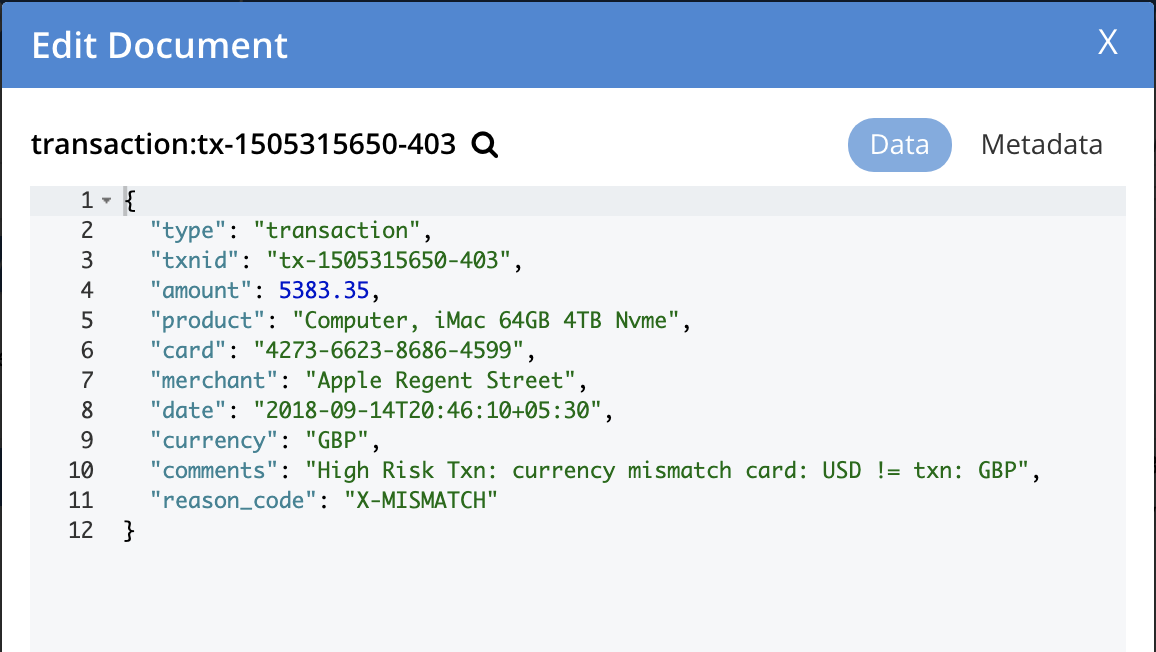 Edit Document X
transaction:tx-1505315650-403 Data Metadata
1 {
2 "type": "transaction",
3 "txnid": "tx-1505315650-403",
4 "amount": 5383.35,
5 "product": "Computer, iMac 64GB 4TB Nvme",
6 "card": "4273-6623-8686-4599",
7 "merchant": "Apple Regent Street",
8 "date": "2018-09-14T20:46:10+05:30",
9 "currency": "GBP",
10 "comments": "High Risk Txn: currency mismatch card: USD != txn: GBP",
11 "reason_code": "X-MISMATCH"
12 }